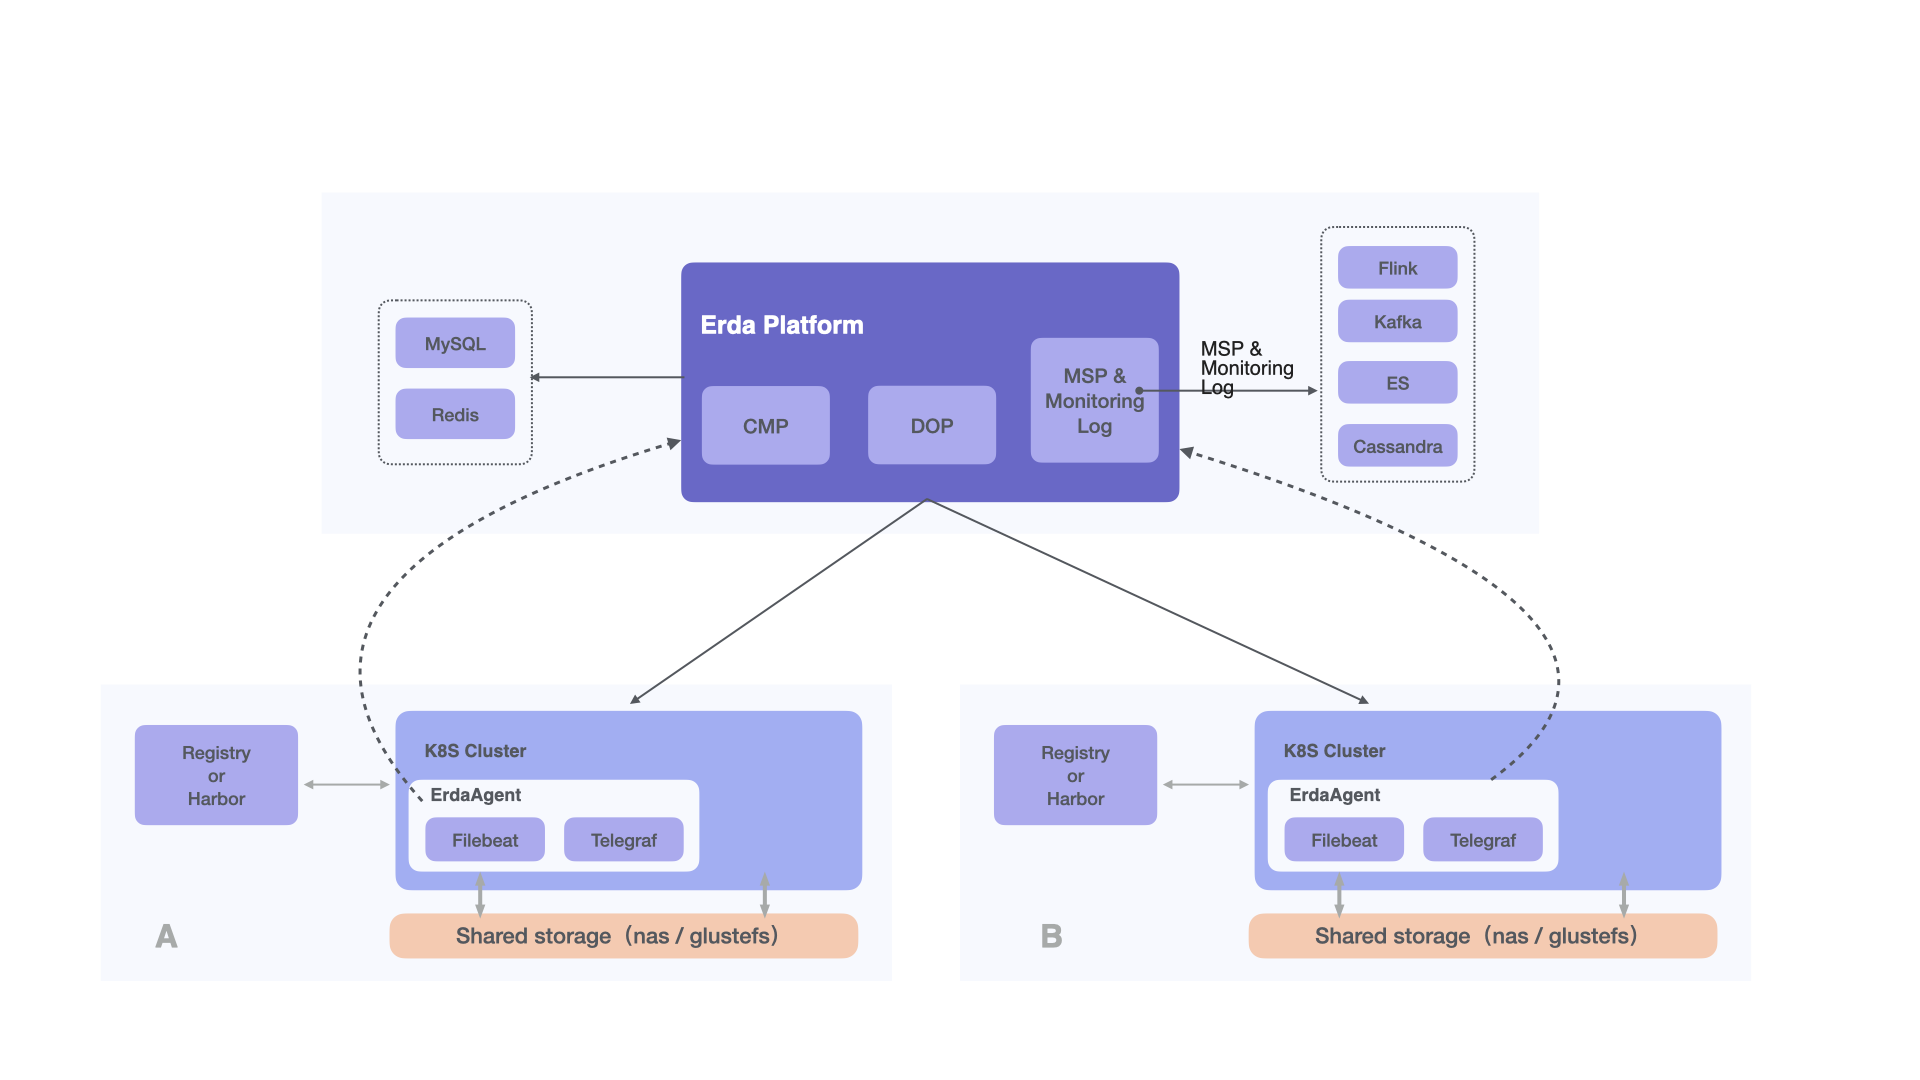 MySQL
Redis
Erda Platform
CMP
DOP
MSP &
Monitoring
Log
MSP &
Monitoring
Log
Flink
Kafka
ES
Cassandra
Registry
or
Harbor
K8S Cluster
ErdaAgent
Filebeat
Telegraf
Shared storage（nas / glustefs）
A
Registry
or
Harbor
K8S Cluster
ErdaAgent
Filebeat
Telegraf
Shared storage（nas / glustefs）
B